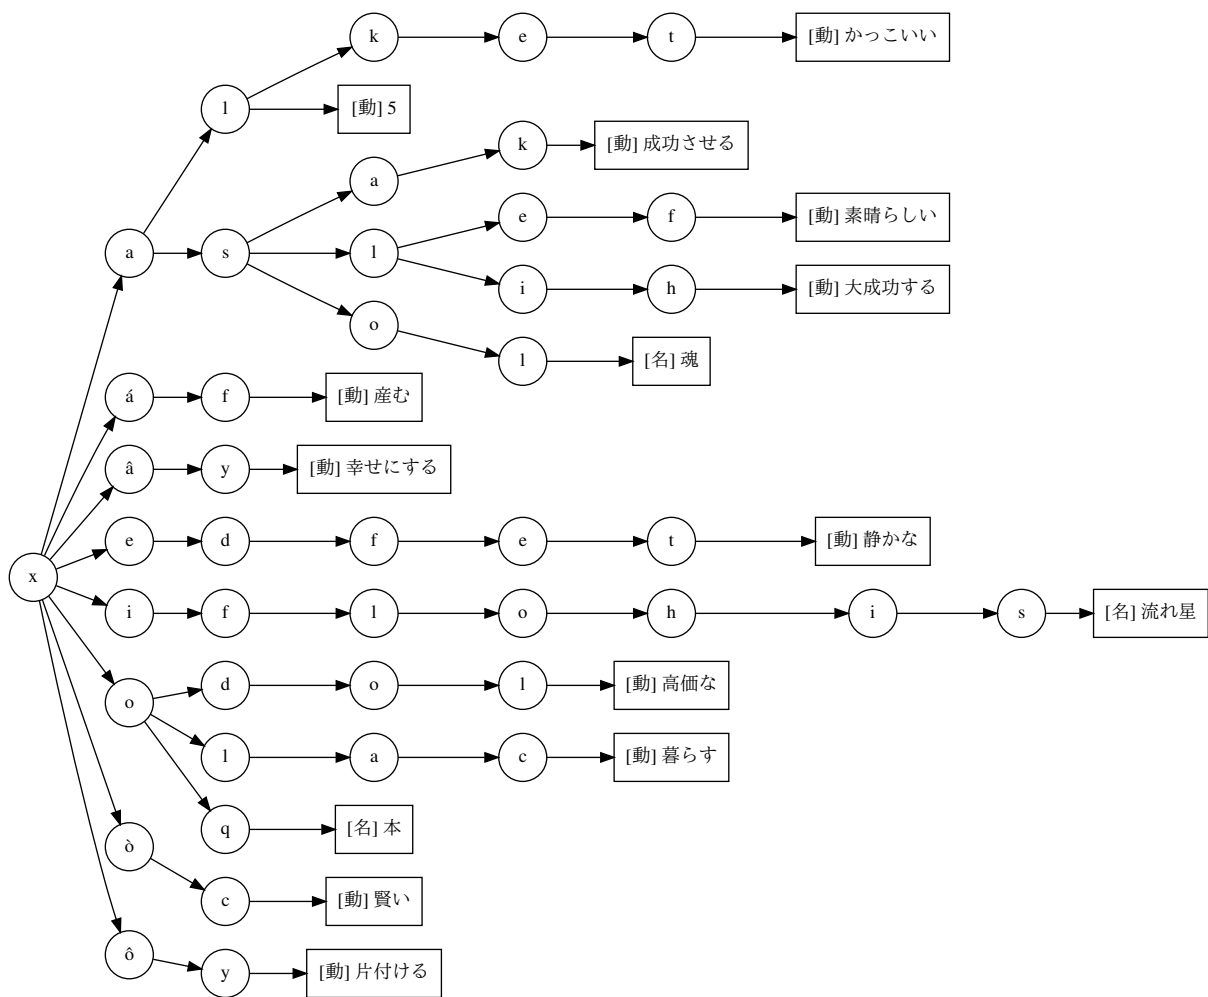 k e t [動] かっこいい
l [動] 5
a k [動] 成功させる
e f [動] 素晴らしい
a s l
i h [動] 大成功する
o
l [名] 魂
á f [動] 産む
â y [動] 幸せにする
e d f e t [動] 静かな
x
i f l o h i s [名] 流れ星
o d o l [動] 高価な
l a c [動] 暮らす
q [名] 本
ò
c [動] 賢い
ô
y [動] 片付ける